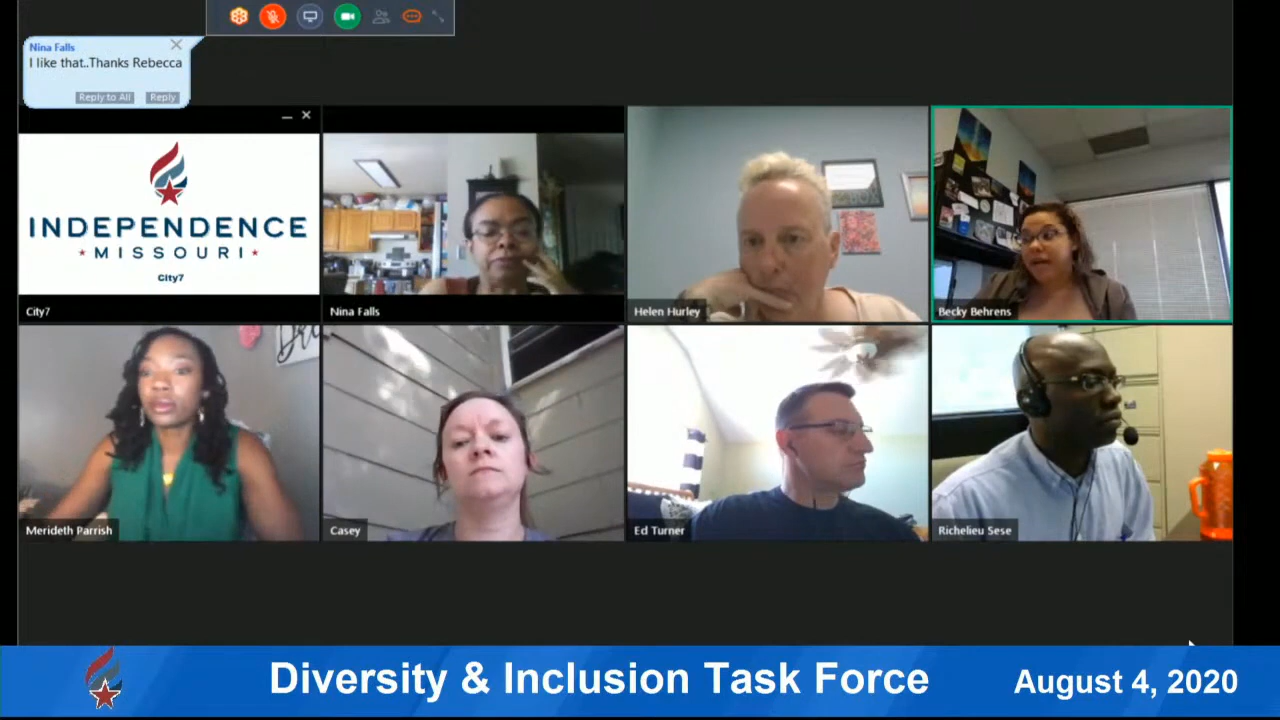 Nina Falls
I like that..Thanks Rebecca
Reply to All Reply
INDEPENDENCE
MISSOURI
City7
City7
Nina Falls
Helen Hurley
Becky Behrens
Merideth Parrish
Casey
Ed Turner
Richelieu Sese
Diversity & Inclusion Task Force
August 4, 2020